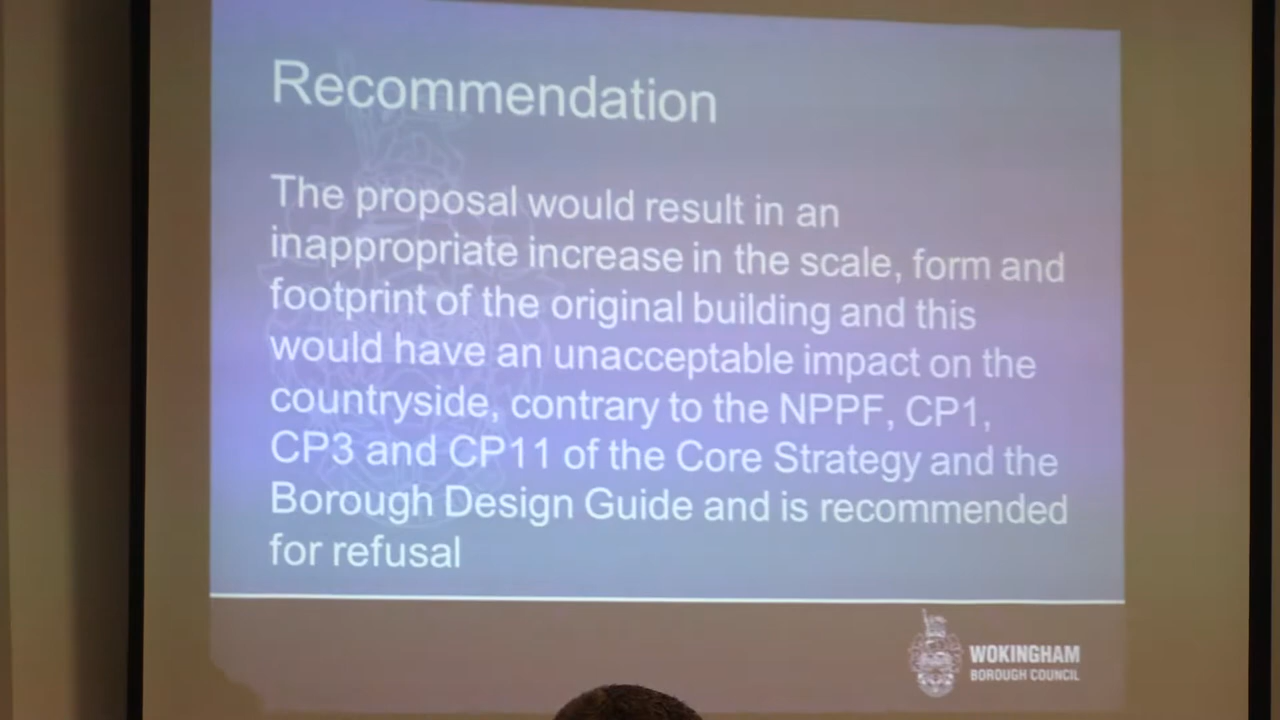 Recommendation
The proposal would result in an
inappropriate increase in the scale, form and
footprint of the original building and this
would have an unacceptable impact on the
countryside, contrary to the NPPF, CP1,
CP3 and CP11 of the Core Strategy and the
Borough Design Guide and is recommended
for refusal
WOKINGHAM
BOROUGH COUNCIL